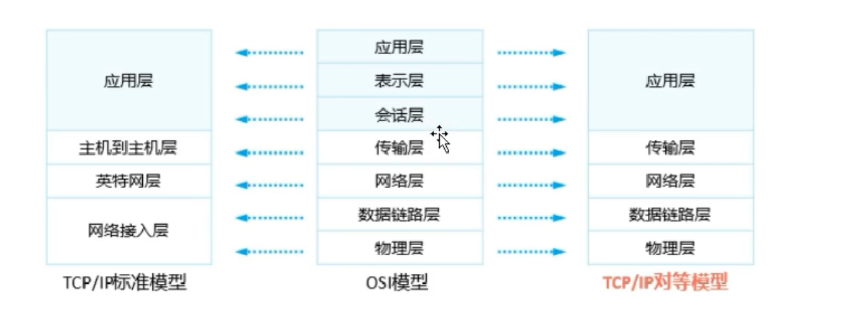 应用层
主机到主机层
英特网层
网络接入层
TCP/IP标准模型
应用层
表示层
会话层
传输层
网络层
数据链路层
物理层
OSI模型
应用层
传输层
网络层
数据链路层
物理层
TCP/IP对等模型